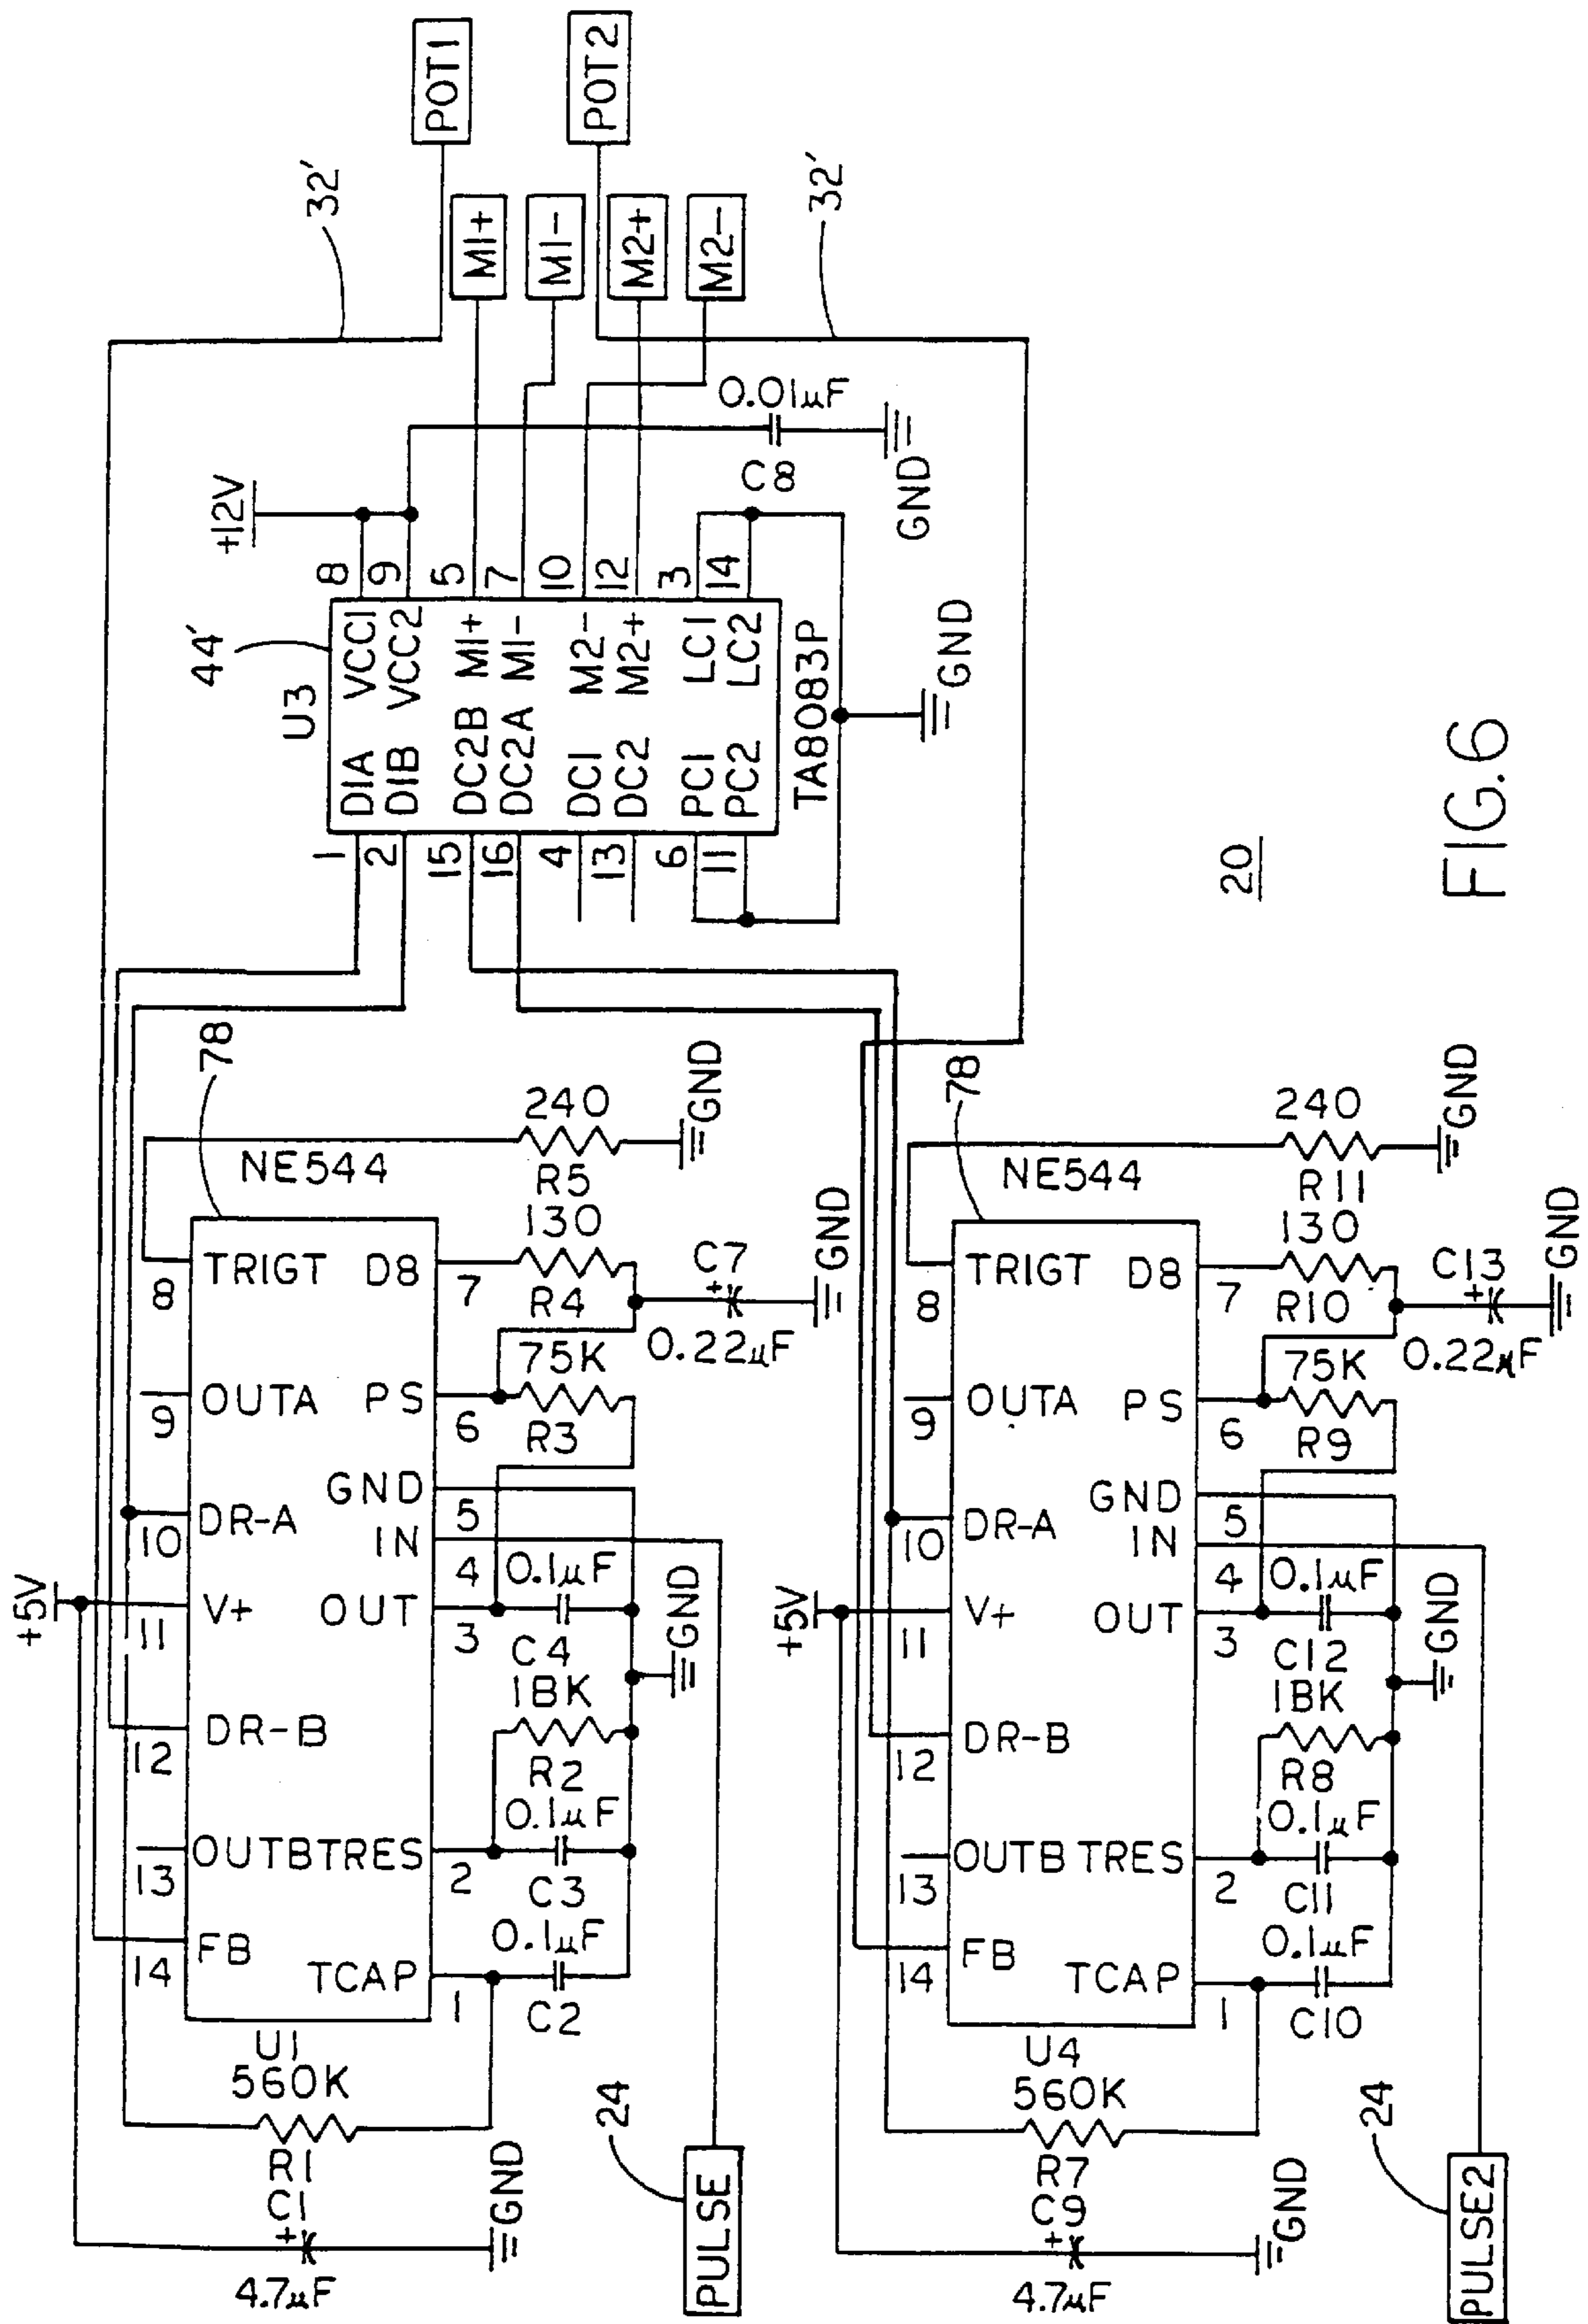 +5V
C1
4.7µF
GND
R1
560K
U1
14
FB
13
OUTB
12
DR-B
11
V+
10
DR-A
9
OUTA
8
TRIGT
NE544
78
TCAP
1
TRES
2
OUT
3
IN
4
GND
5
PS
6
D8
7
C2
0.1µF
C3
0.1µF
R2
18K
C4
0.1µF
GND
R3
75K
R4
130
R5
240
GND
C7
0.22µF
GND
PULSE
24
+5V
C9
4.7µF
GND
R7
560K
U4
14
FB
13
OUTB
12
DR-B
11
V+
10
DR-A
9
OUTA
8
TRIGT
NE544
78
TCAP
1
TRES
2
OUT
3
IN
4
GND
5
PS
6
D8
7
C10
0.1µF
C11
0.1µF
R8
18K
C12
0.1µF
GND
R9
75K
R10
130
R11
240
GND
C13
0.22µF
GND
PULSE2
24
U3
44'
1 DIA VCC1 8
2 DIB VCC2 9
15 DC2B M1+ 5
16 DC2A M1- 7
4 DC1 M2- 10
13 DC2 M2+ 12
6 PC1 LC1 3
11 PC2 LC2 14
TA8083P
GND
+12V
C8
0.01µF
GND
32'
POT1
M1+
M1-
M2+
M2-
POT2
32'
20
FIG.6